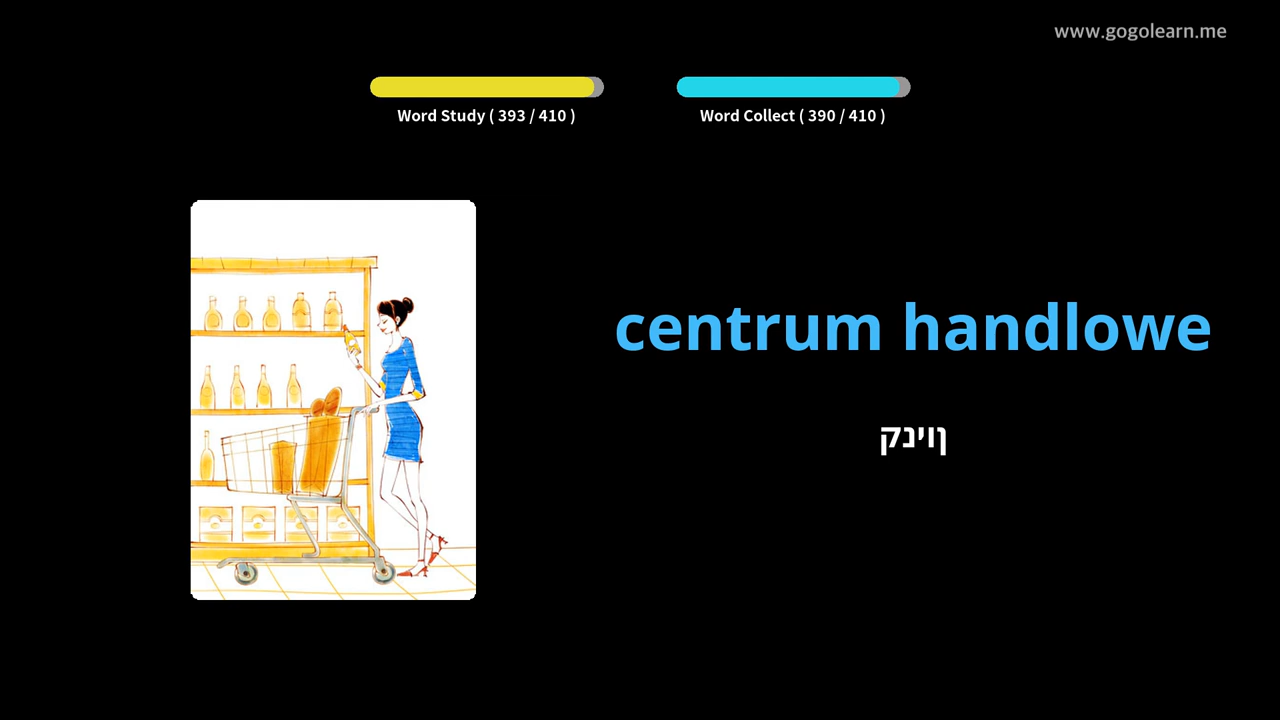 www.gogolearn.me
Word Study ( 393 / 410 )
Word Collect ( 390 / 410 )
centrum handlowe
קניון